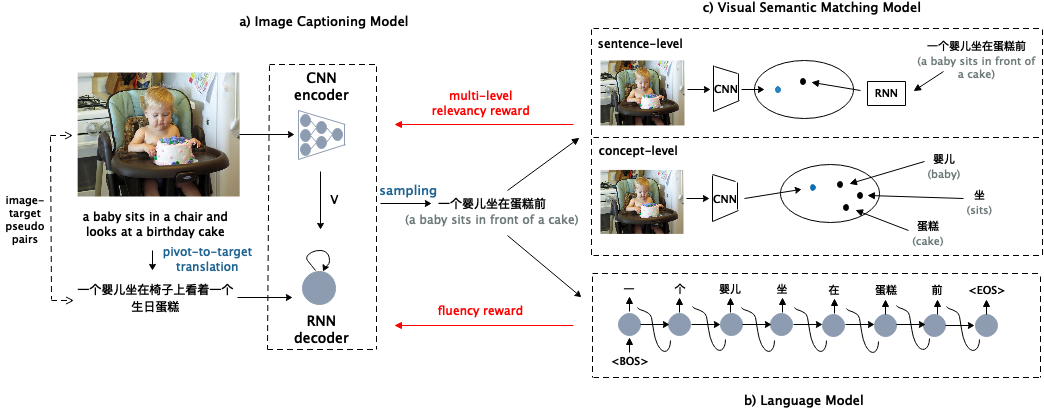 a) Image Captioning Model
image-
target
pseudo
pairs
a baby sits in a chair and
looks at a birthday cake
pivot-to-target
translation
一个婴儿坐在椅子上看着一个
生日蛋糕
CNN
encoder
V
RNN
decoder
sampling
一个婴儿坐在蛋糕前
(a baby sits in front of a cake)
multi-level
relevancy reward
fluency reward
c) Visual Semantic Matching Model
sentence-level
CNN
RNN
一个婴儿坐在蛋糕前
(a baby sits in front of
a cake)
concept-level
CNN
婴儿
(baby)
坐
(sits)
蛋糕
(cake)
一 个 婴儿 坐 在 蛋糕 前 <EOS>
<BOS>
b) Language Model